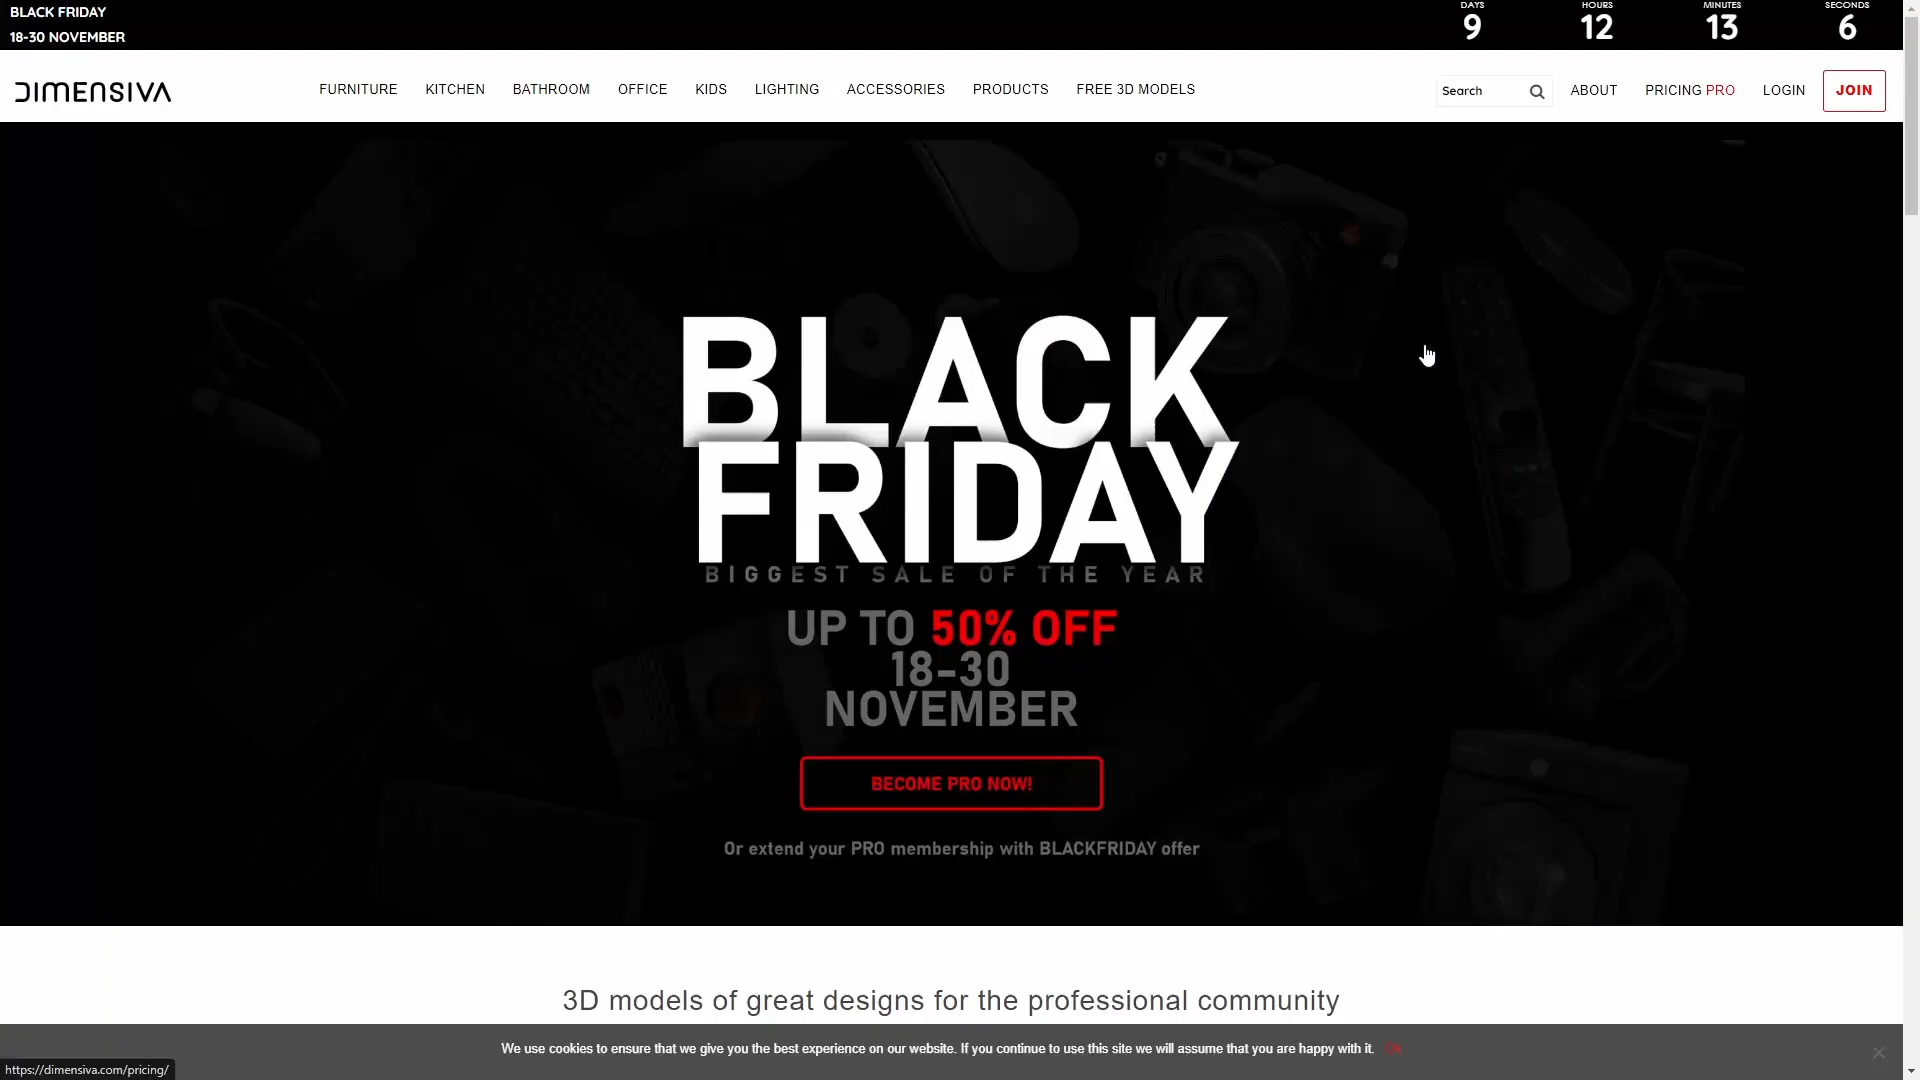 BLACK FRIDAY
18-30 NOVEMBER
DAYS
9
HOURS
12
MINUTES
13
SECONDS
6
DIMENSIVA
FURNITURE KITCHEN BATHROOM OFFICE KIDS LIGHTING ACCESSORIES PRODUCTS FREE 3D MODELS
Search
ABOUT PRICING PRO LOGIN JOIN
BLACK
FRIDAY
BIGGEST SALE OF THE YEAR
UP TO 50% OFF
18-30
NOVEMBER
BECOME PRO NOW!
Or extend your PRO membership with BLACKFRIDAY offer
3D models of great designs for the professional community
We use cookies to ensure that we give you the best experience on our website. If you continue to use this site we will assume that you are happy with it. Ok
https://dimensiva.com/pricing/